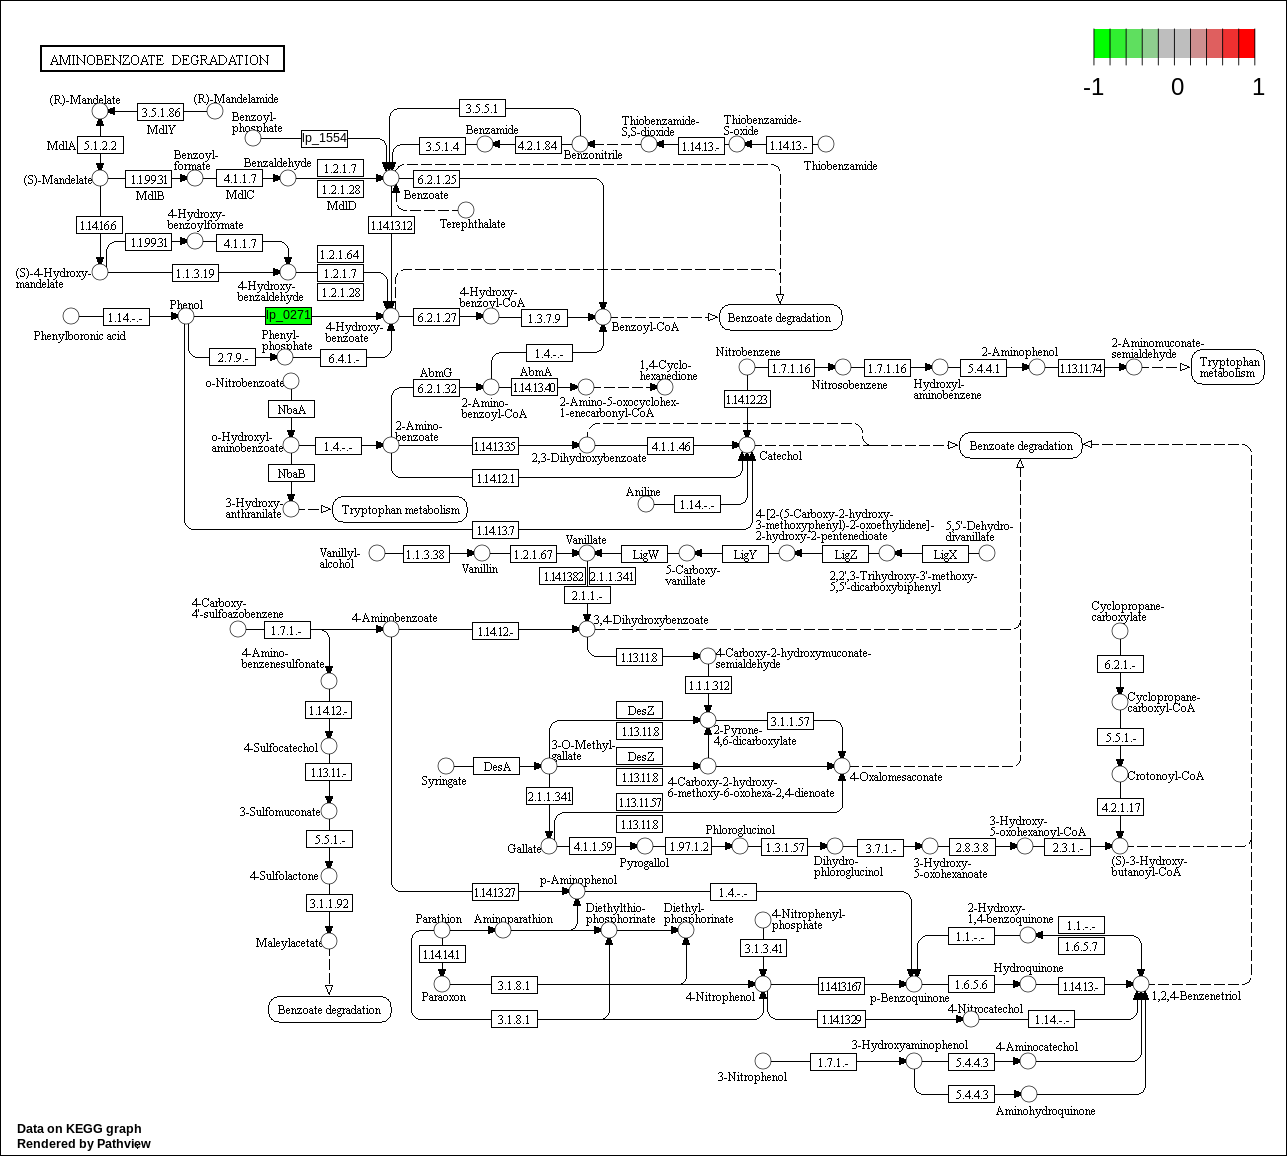 AMINOBENZOATE DEGRADATION
-1 0 1
(R)-Mandelate
(R)-Mandelamide
3.5.1.86
MdlY
Benzoyl-
phosphate
lp_1554
3.5.5.1
Benzamide
3.5.1.4
4.2.1.84
Benzonitrile
Thiobenzamide-
S,S-dioxide
1.14.13.-
Thiobenzamide-
S-oxide
1.14.13.-
Thiobenzamide
MdlA
5.1.2.2
(S)-Mandelate
1.1.99.31
MdlB
Benzoyl-
formate
4.1.1.7
MdlC
Benzaldehyde
1.2.1.7
1.2.1.28
MdlD
6.2.1.25
Benzoate
Terephthalate
1.14.16.6
1.14.13.12
4-Hydroxy-
benzoylformate
1.1.99.31
4.1.1.7
1.2.1.64
1.2.1.7
1.2.1.28
(S)-4-Hydroxy-
mandelate
1.1.3.19
4-Hydroxy-
benzaldehyde
Phenylboronic acid
1.14.-.-
Phenol
lp_0271
4-Hydroxy-
benzoate
6.2.1.27
4-Hydroxy-
benzoyl-CoA
1.3.7.9
Benzoyl-CoA
Benzoate degradation
2.7.9.-
Phenyl-
phosphate
6.4.1.-
1.4.-.-
o-Nitrobenzoate
NbaA
o-Hydroxyl-
aminobenzoate
NbaB
3-Hydroxy-
anthranilate
Tryptophan metabolism
1.4.-.-
2-Amino-
benzoate
AbmG
6.2.1.32
2-Amino-
benzoyl-CoA
AbmA
1.14.13.40
2-Amino-5-oxocyclohex-
1-enecarbonyl-CoA
1,4-Cyclo-
hexanedione
Nitrobenzene
1.7.1.16
Nitrosobenzene
1.7.1.16
Hydroxyl-
aminobenzene
5.4.4.1
2-Aminophenol
1.13.11.74
2-Aminomuconate-
semialdehyde
Tryptophan
metabolism
1.14.12.23
1.14.13.35
2,3-Dihydroxybenzoate
4.1.1.46
Catechol
Benzoate degradation
1.14.12.1
Aniline
1.14.-.-
1.14.13.7
Vanillyl-
alcohol
1.1.3.38
Vanillin
1.2.1.67
Vanillate
LigW
5-Carboxy-
vanillate
LigY
4-[2-(5-Carboxy-2-hydroxy-
3-methoxyphenyl)-2-oxoethylidene]-
2-hydroxy-2-pentenedioate
LigZ
2,2',3-Trihydroxy-3'-methoxy-
5,5'-dicarboxybiphenyl
LigX
5,5'-Dehydro-
divanillate
1.14.13.82
2.1.1.341
2.1.1.-
4-Carboxy-
4'-sulfoazobenzene
1.7.1.-
4-Aminobenzoate
1.14.12.-
3,4-Dihydroxybenzoate
4-Amino-
benzenesulfonate
1.14.12.-
4-Sulfocatechol
1.13.11.-
3-Sulfomuconate
5.5.1.-
4-Sulfolactone
3.1.1.92
Maleylacetate
Benzoate degradation
1.13.11.8
4-Carboxy-2-hydroxymuconate-
semialdehyde
1.1.1.312
DesZ
1.13.11.8
2-Pyrone-
4,6-dicarboxylate
3.1.1.57
Syringate
DesA
3-O-Methyl-
gallate
DesZ
1.13.11.8
4-Carboxy-2-hydroxy-
6-methoxy-6-oxohexa-2,4-dienoate
4-Oxalomesaconate
2.1.1.341
1.13.11.57
1.13.11.8
Gallate
4.1.1.59
Pyrogallol
1.97.1.2
Phloroglucinol
1.3.1.57
Dihydro-
phloroglucinol
3.7.1.-
3-Hydroxy-
5-oxohexanoate
2.8.3.8
3-Hydroxy-
5-oxohexanoyl-CoA
2.3.1.-
(S)-3-Hydroxy-
butanoyl-CoA
Cyclopropane-
carboxylate
6.2.1.-
Cyclopropane-
carboxyl-CoA
5.5.1.-
Crotonoyl-CoA
4.2.1.17
1.14.13.27
p-Aminophenol
1.4.-.-
Parathion
Aminoparathion
Diethylthio-
phosphorinate
Diethyl-
phosphorinate
1.14.14.1
Paraoxon
3.1.8.1
3.1.8.1
4-Nitrophenyl-
phosphate
3.1.3.41
4-Nitrophenol
1.14.13.167
p-Benzoquinone
2-Hydroxy-
1,4-benzoquinone
1.1.-.-
1.1.-.-
1.6.5.7
1.6.5.6
Hydroquinone
1.14.13.-
1,2,4-Benzenetriol
1.14.13.29
4-Nitrocatechol
1.14.-.-
3-Nitrophenol
1.7.1.-
3-Hydroxyaminophenol
5.4.4.3
4-Aminocatechol
5.4.4.3
Aminohydroquinone
Data on KEGG graph
Rendered by Pathview